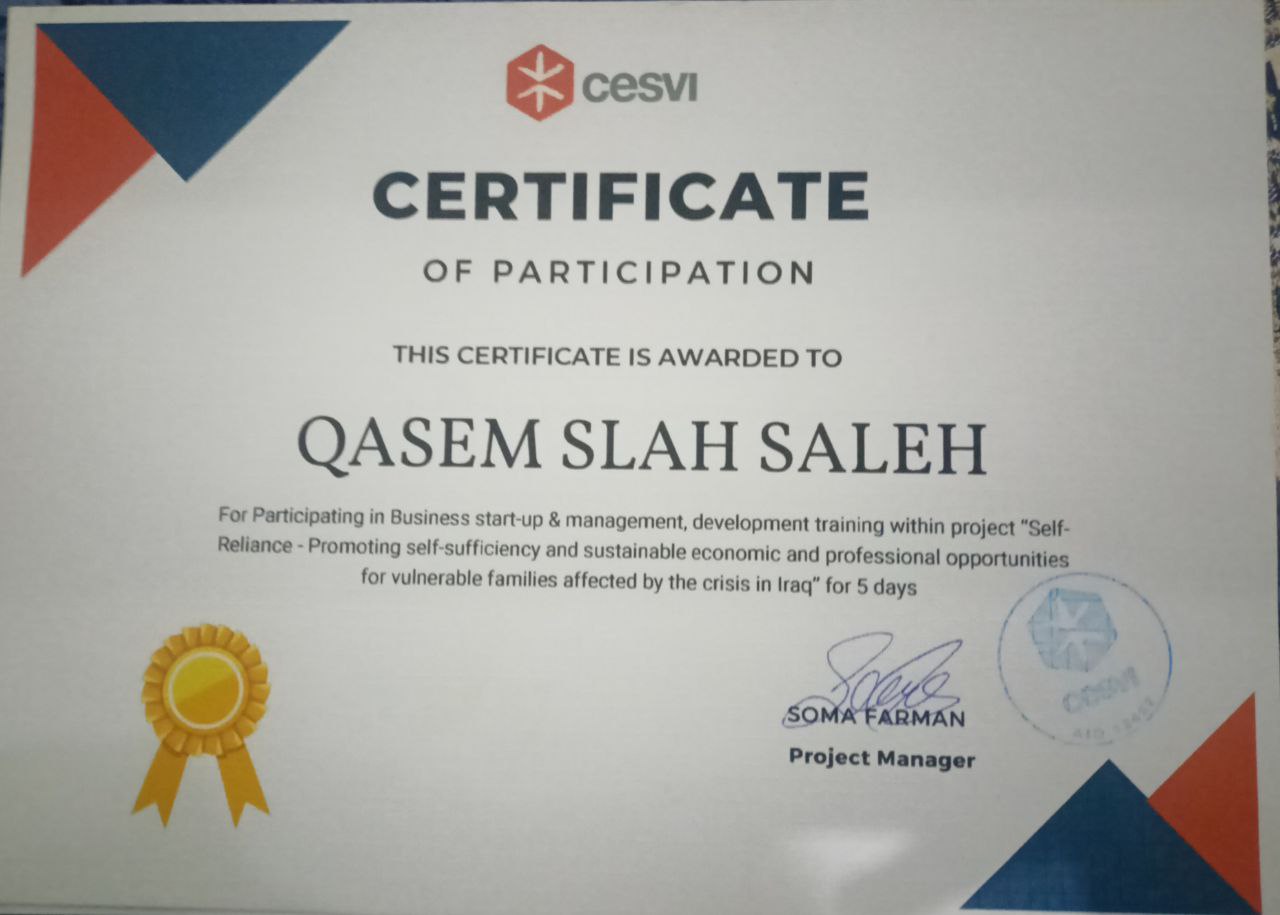 cesvi
CERTIFICATE
OF PARTICIPATION
THIS CERTIFICATE IS AWARDED TO
QASEM SLAH SALEH
For Participating in Business start-up & management, development training within project "Self-
Reliance - Promoting self-sufficiency and sustainable economic and professional opportunities
for vulnerable families affected by the crisis in Iraq" for 5 days
SOMA FARMAN
Project Manager
cesvi